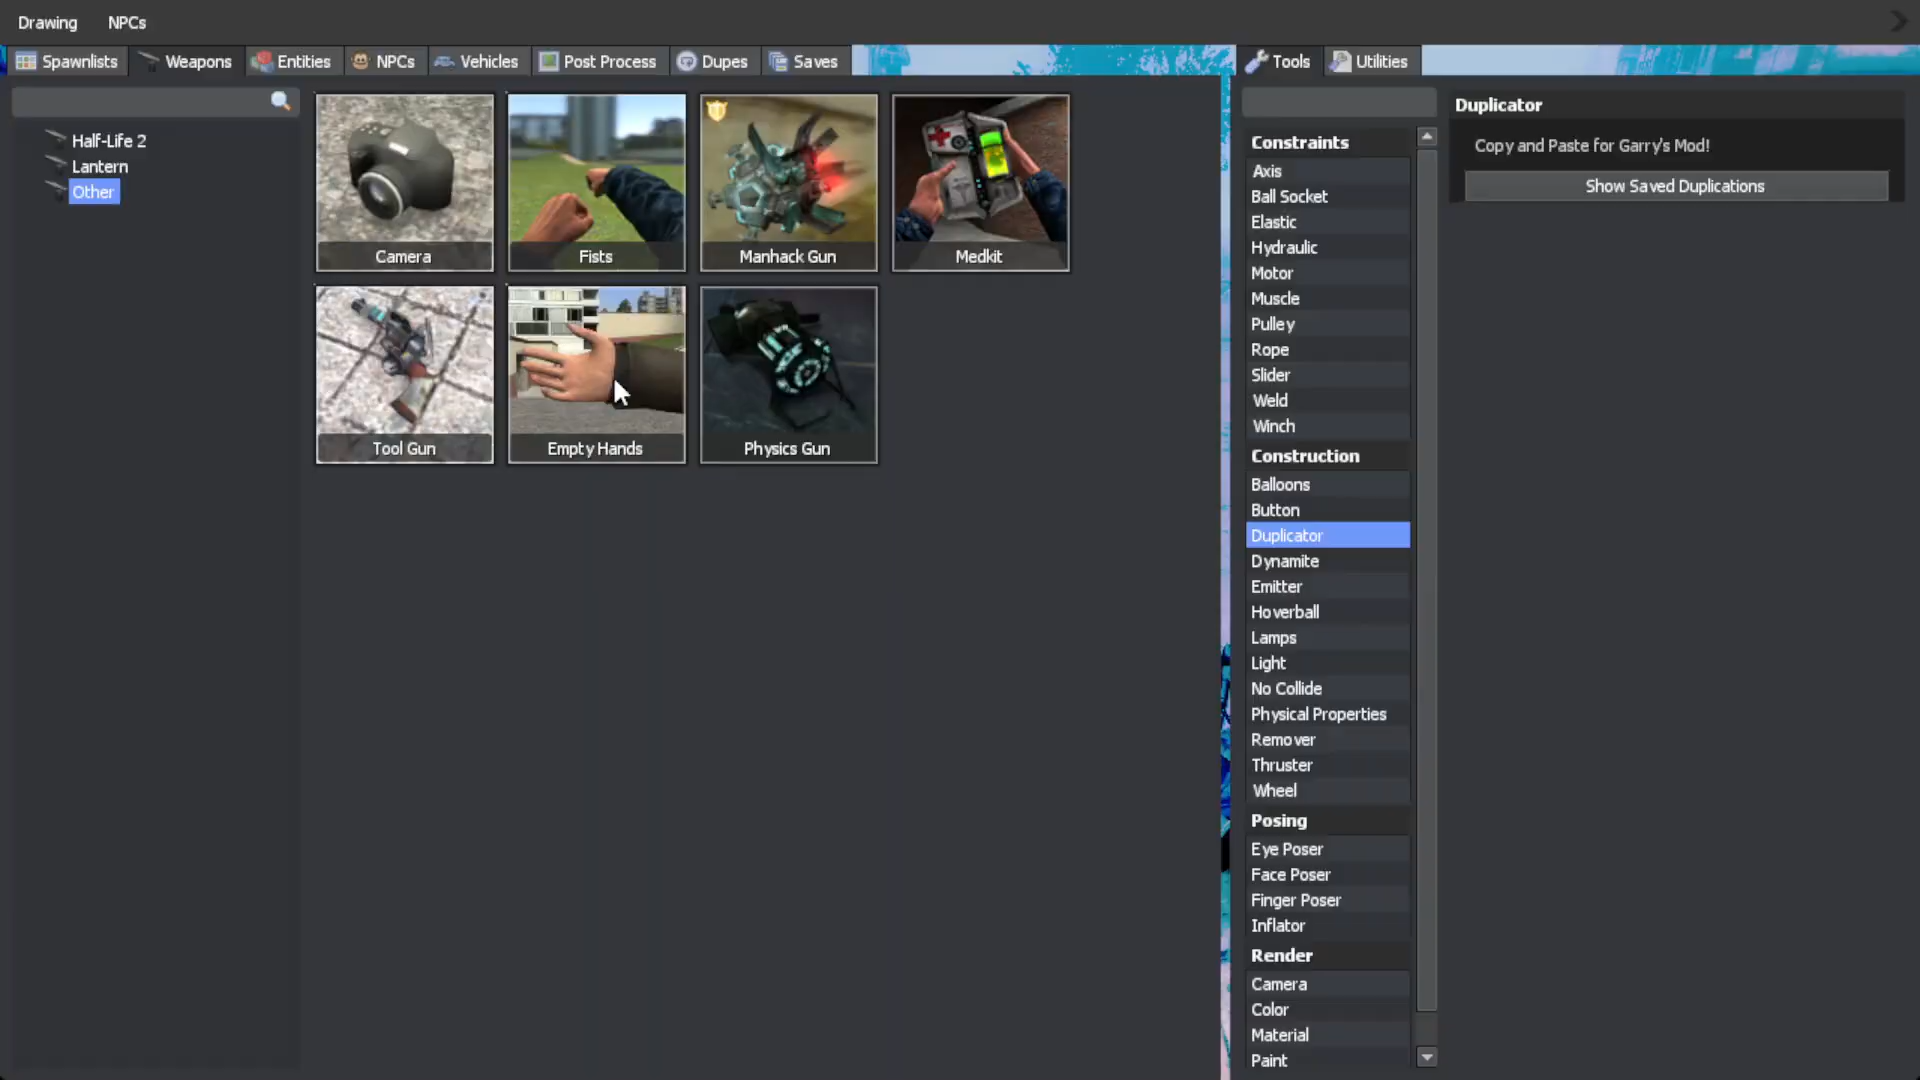 Drawing NPCs
Spawnlists Weapons Entities NPCs Vehicles Post Process Dupes Saves
Tools Utilities
Half-Life 2
Lantern
Other
Camera Fists Manhack Gun Medkit
Tool Gun Empty Hands Physics Gun
Constraints
Axis
Ball Socket
Elastic
Hydraulic
Motor
Muscle
Pulley
Rope
Slider
Weld
Winch
Construction
Balloons
Button
Duplicator
Dynamite
Emitter
Hoverball
Lamps
Light
No Collide
Physical Properties
Remover
Thruster
Wheel
Posing
Eye Poser
Face Poser
Finger Poser
Inflator
Render
Camera
Color
Material
Paint
Duplicator
Copy and Paste for Garry's Mod!
Show Saved Duplications